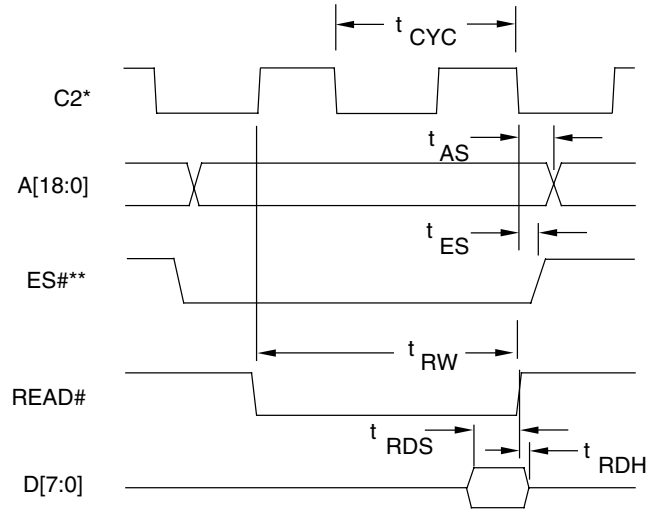 t CYC
C2*
t AS
A[18:0]
t ES
ES#**
t RW
READ#
t RDS
t RDH
D[7:0]